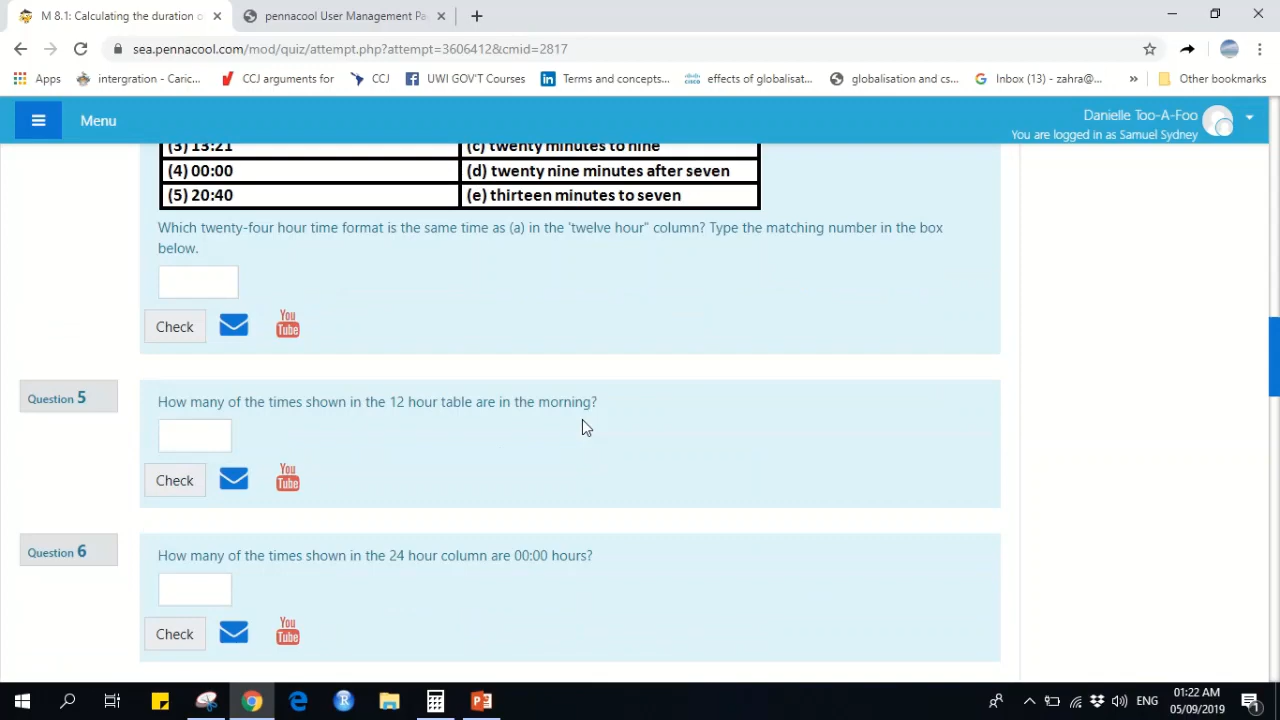 M 8.1: Calculating the duration o
pennacool User Management Pa
sea.pennacool.com/mod/quiz/attempt.php?attempt=3606412&cmid=2817
Apps
intergration - Caric...
CCJ arguments for
CCJ
UWI GOV'T Courses
Terms and concepts...
effects of globalisat...
globalisation and cs...
Inbox (13) - zahra@...
»
Other bookmarks
Menu
Danielle Too-A-Foo
You are logged in as Samuel Sydney
(3) 13:21 (c) twenty minutes to nine
(4) 00:00 (d) twenty nine minutes after seven
(5) 20:40 (e) thirteen minutes to seven
Which twenty-four hour time format is the same time as (a) in the 'twelve hour" column? Type the matching number in the box
below.
Check
You
Tube
Question 5
How many of the times shown in the 12 hour table are in the morning?
Check
You
Tube
Question 6
How many of the times shown in the 24 hour column are 00:00 hours?
Check
You
Tube
ENG
01:22 AM
05/09/2019